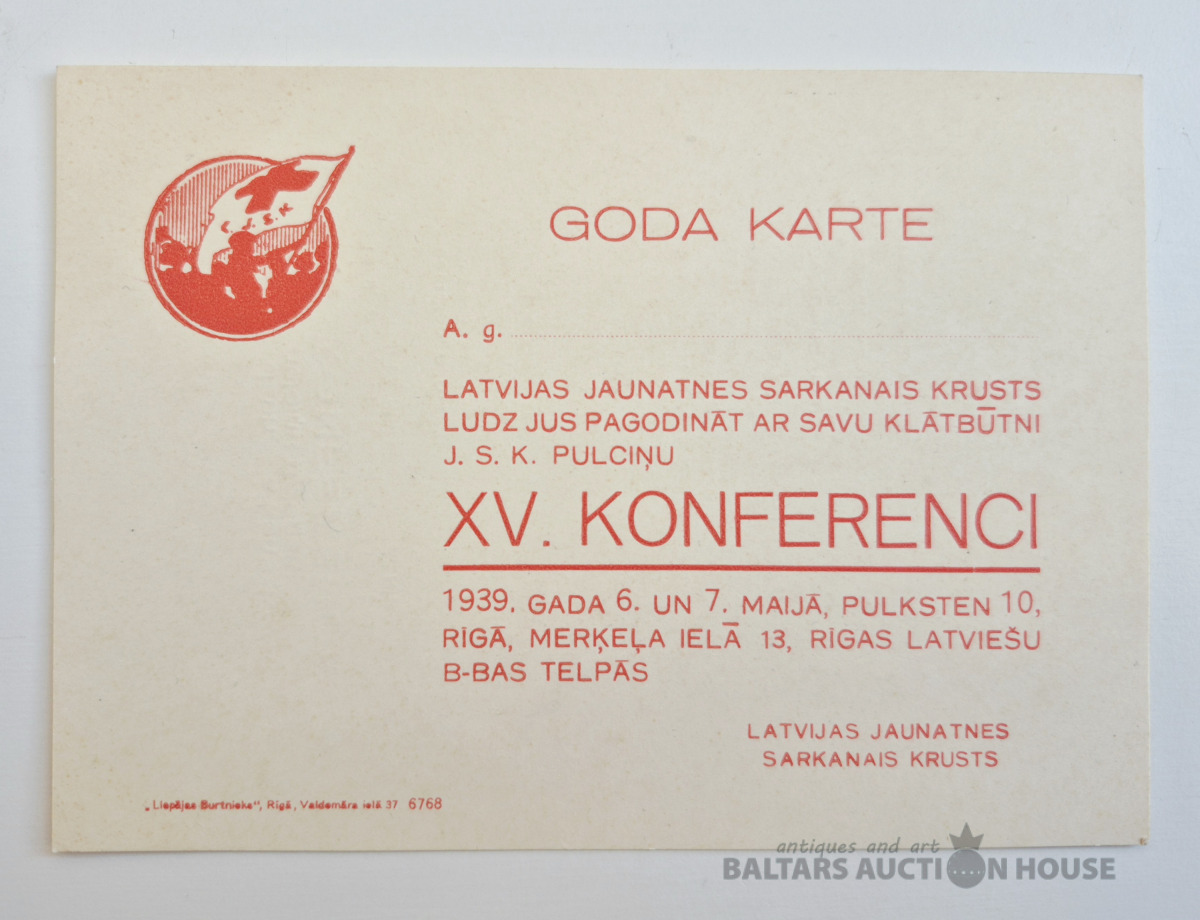 L. J. S. K.
GODA KARTE
A. g.
LATVIJAS JAUNATNES SARKANAIS KRUSTS
LUDZ JUS PAGODINĀT AR SAVU KLĀTBŪTNI
J. S. K. PULCIŅU
XV. KONFERENCI
1939. GADA 6. UN 7. MAIJĀ, PULKSTEN 10,
RĪGĀ, MERĶEĻA IELĀ 13, RĪGAS LATVIEŠU
B-BAS TELPĀS
LATVIJAS JAUNATNES
SARKANAIS KRUSTS
„Liepājas Burtnieks“, Rīgā, Valdemāra ielā 37 6768
antiques and art
BALTARS AUCTION HOUSE